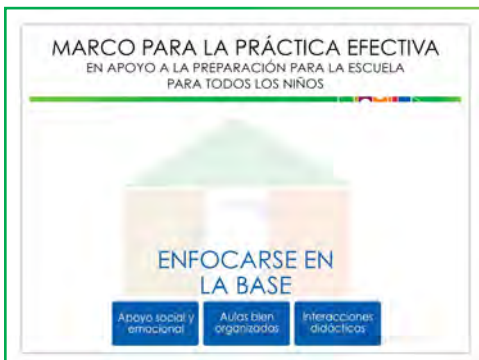 MARCO PARA LA PRÁCTICA EFECTIVA
EN APOYO A LA PREPARACIÓN PARA LA ESCUELA
PARA TODOS LOS NIÑOS
ENFOCARSE EN
LA BASE
Apoyo social y
emocional
Aulas bien
organizadas
Interacciones
didácticas